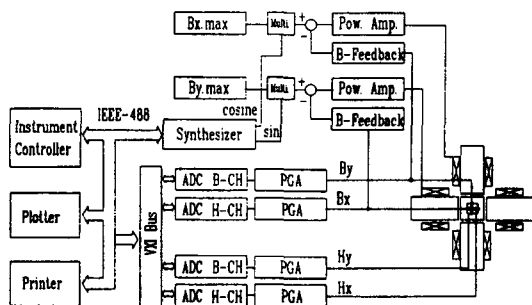 Bx.max
Multi
+
−
Pow. Amp.
B-Feedback
By.max
Multi
+
−
Pow. Amp.
B-Feedback
cosine
IEEE-488
Instrument
Controller
Synthesizer
sin
Plotter
Printer
VXI Bus
ADC B-CH
PGA
By
ADC H-CH
PGA
Bx
ADC B-CH
PGA
Hy
ADC H-CH
PGA
Hx